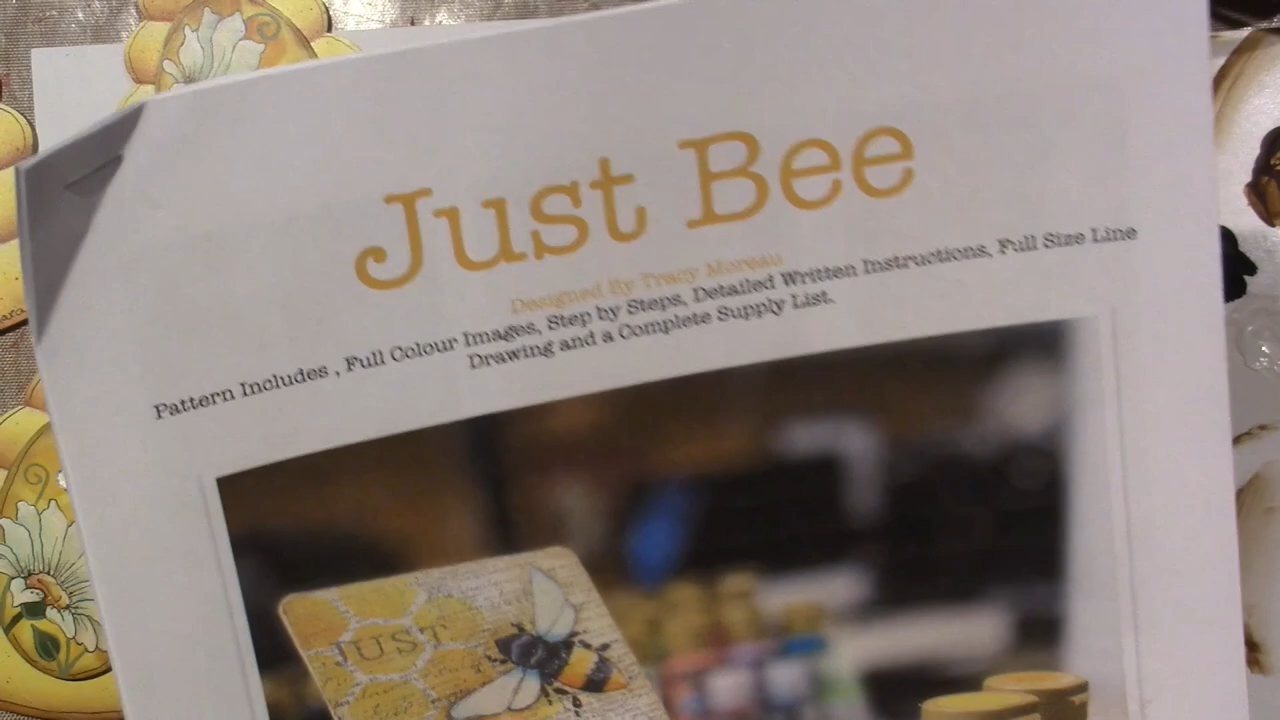 Just Bee
Designed By Tracy Moreau
Pattern Includes , Full Colour Images, Step by Steps, Detailed Written Instructions, Full Size Line
Drawing and a Complete Supply List.
JUST